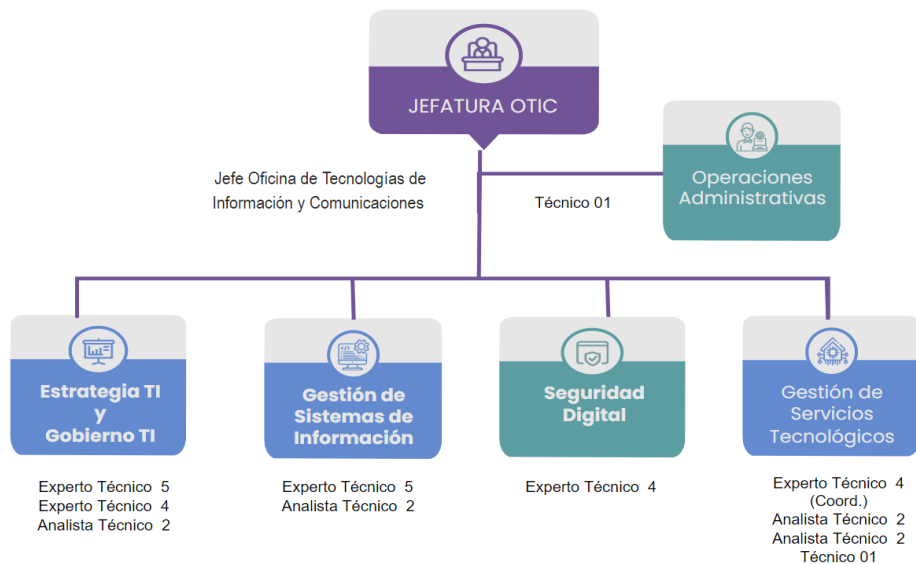 JEFATURA OTIC
Jefe Oficina de Tecnologías de
Información y Comunicaciones
Técnico 01
Operaciones
Administrativas
Estrategia TI
y
Gobierno TI
Experto Técnico 5
Experto Técnico 4
Analista Técnico 2
Gestión de
Sistemas de
Información
Experto Técnico 5
Analista Técnico 2
Seguridad
Digital
Experto Técnico 4
Gestión de
Servicios
Tecnológicos
Experto Técnico 4
(Coord.)
Analista Técnico 2
Analista Técnico 2
Técnico 01